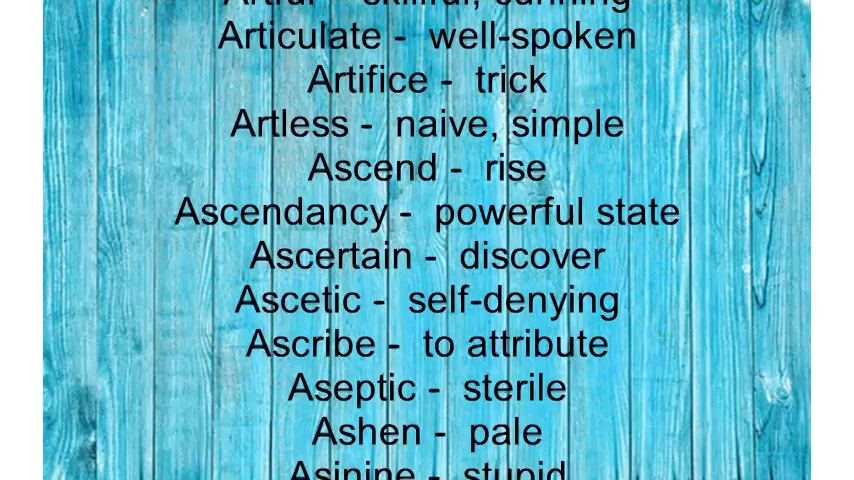 Artful - skillful, cunning
Articulate - well-spoken
Artifice - trick
Artless - naive, simple
Ascend - rise
Ascendancy - powerful state
Ascertain - discover
Ascetic - self-denying
Ascribe - to attribute
Aseptic - sterile
Ashen - pale
Asinine - stupid